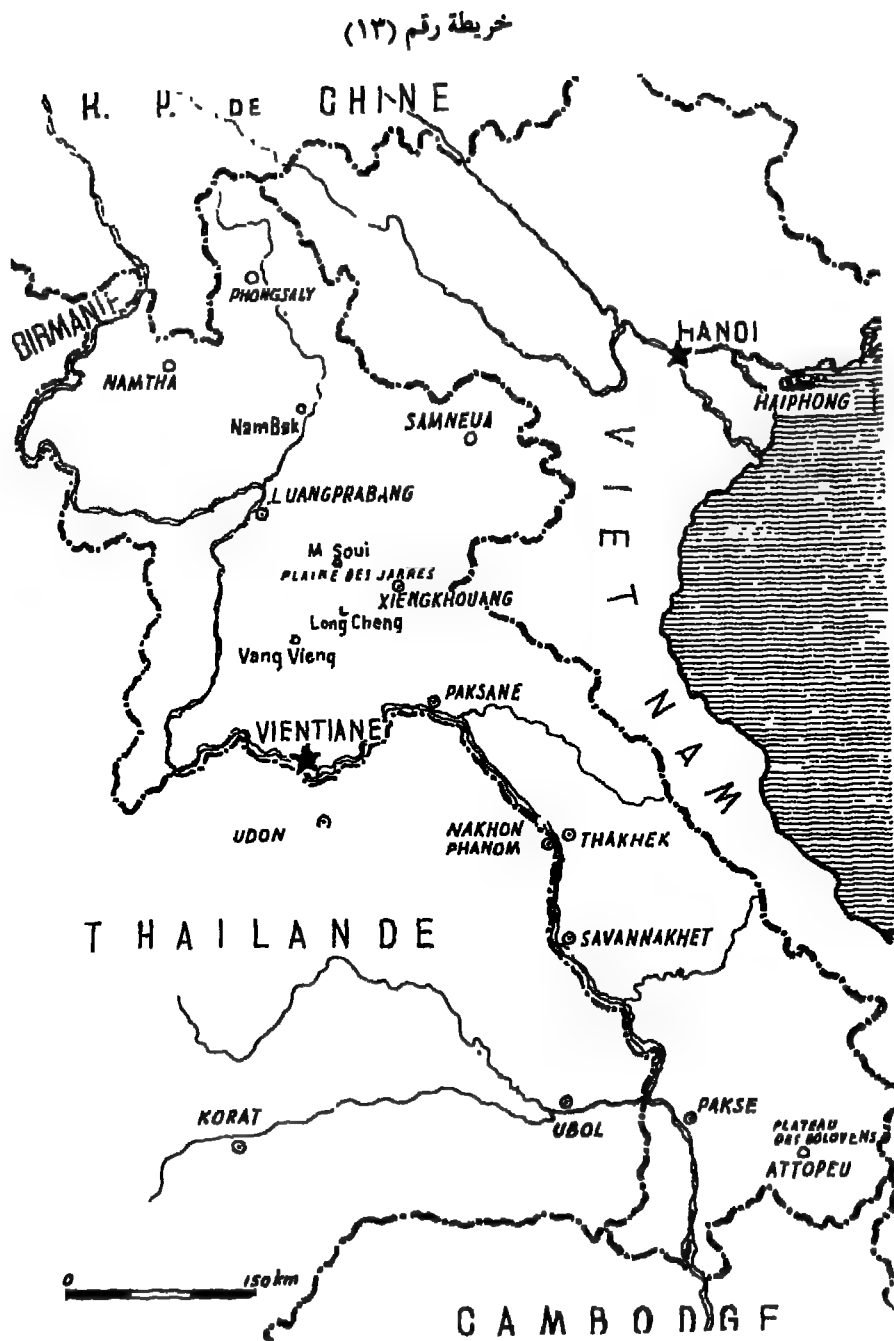 خريطة رقم (١٣)
R. P. DE CHINE
BIRMANIE
PHONGSALY
HANOI
NAMTHA
HAIPHONG
NamBak
SAMNEUA
VIET NAM
LUANGPRABANG
M Soui
PLAINE DES JARRES
XIENGKHOUANG
Long Cheng
Vang Vieng
PAKSANE
VIENTIANE
UDON
NAKHON
PHANOM
THAKHEK
THAILANDE
SAVANNAKHET
KORAT
UBOL
PAKSE
PLATEAU
DES BOLOVENS
ATTOPEU
0 150 km
CAMBODGE